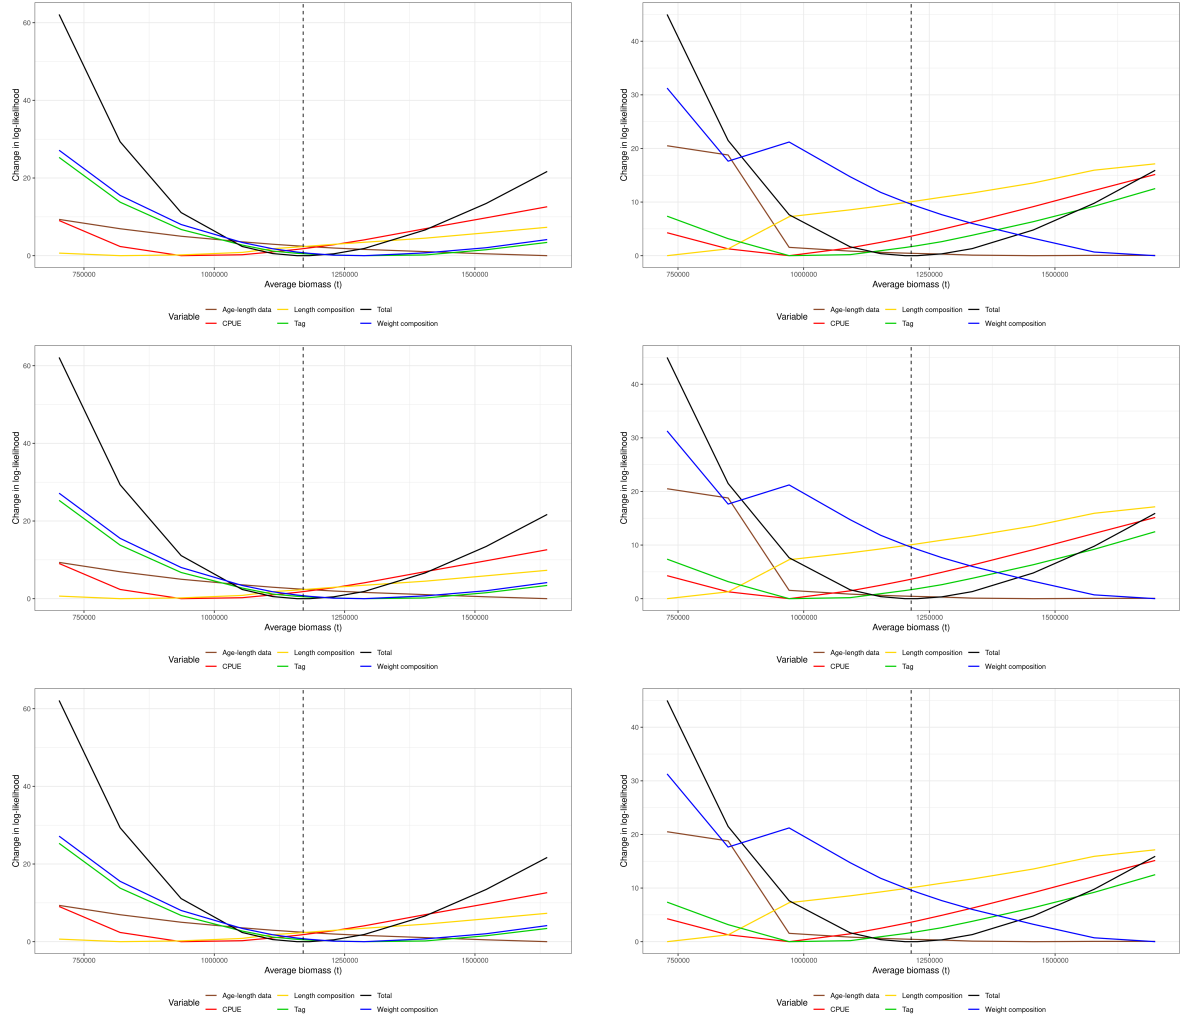 60
40
20
0
Change in log-likelihood
750000 1000000 1250000 1500000
Average biomass (t)
Variable
Age-length data Length composition Total
CPUE Tag Weight composition
40
30
20
10
0
Change in log-likelihood
750000 1000000 1250000 1500000
Average biomass (t)
Variable
Age-length data Length composition Total
CPUE Tag Weight composition
60
40
20
0
Change in log-likelihood
750000 1000000 1250000 1500000
Average biomass (t)
Variable
Age-length data Length composition Total
CPUE Tag Weight composition
40
30
20
10
0
Change in log-likelihood
750000 1000000 1250000 1500000
Average biomass (t)
Variable
Age-length data Length composition Total
CPUE Tag Weight composition
60
40
20
0
Change in log-likelihood
750000 1000000 1250000 1500000
Average biomass (t)
Variable
Age-length data Length composition Total
CPUE Tag Weight composition
40
30
20
10
0
Change in log-likelihood
750000 1000000 1250000 1500000
Average biomass (t)
Variable
Age-length data Length composition Total
CPUE Tag Weight composition